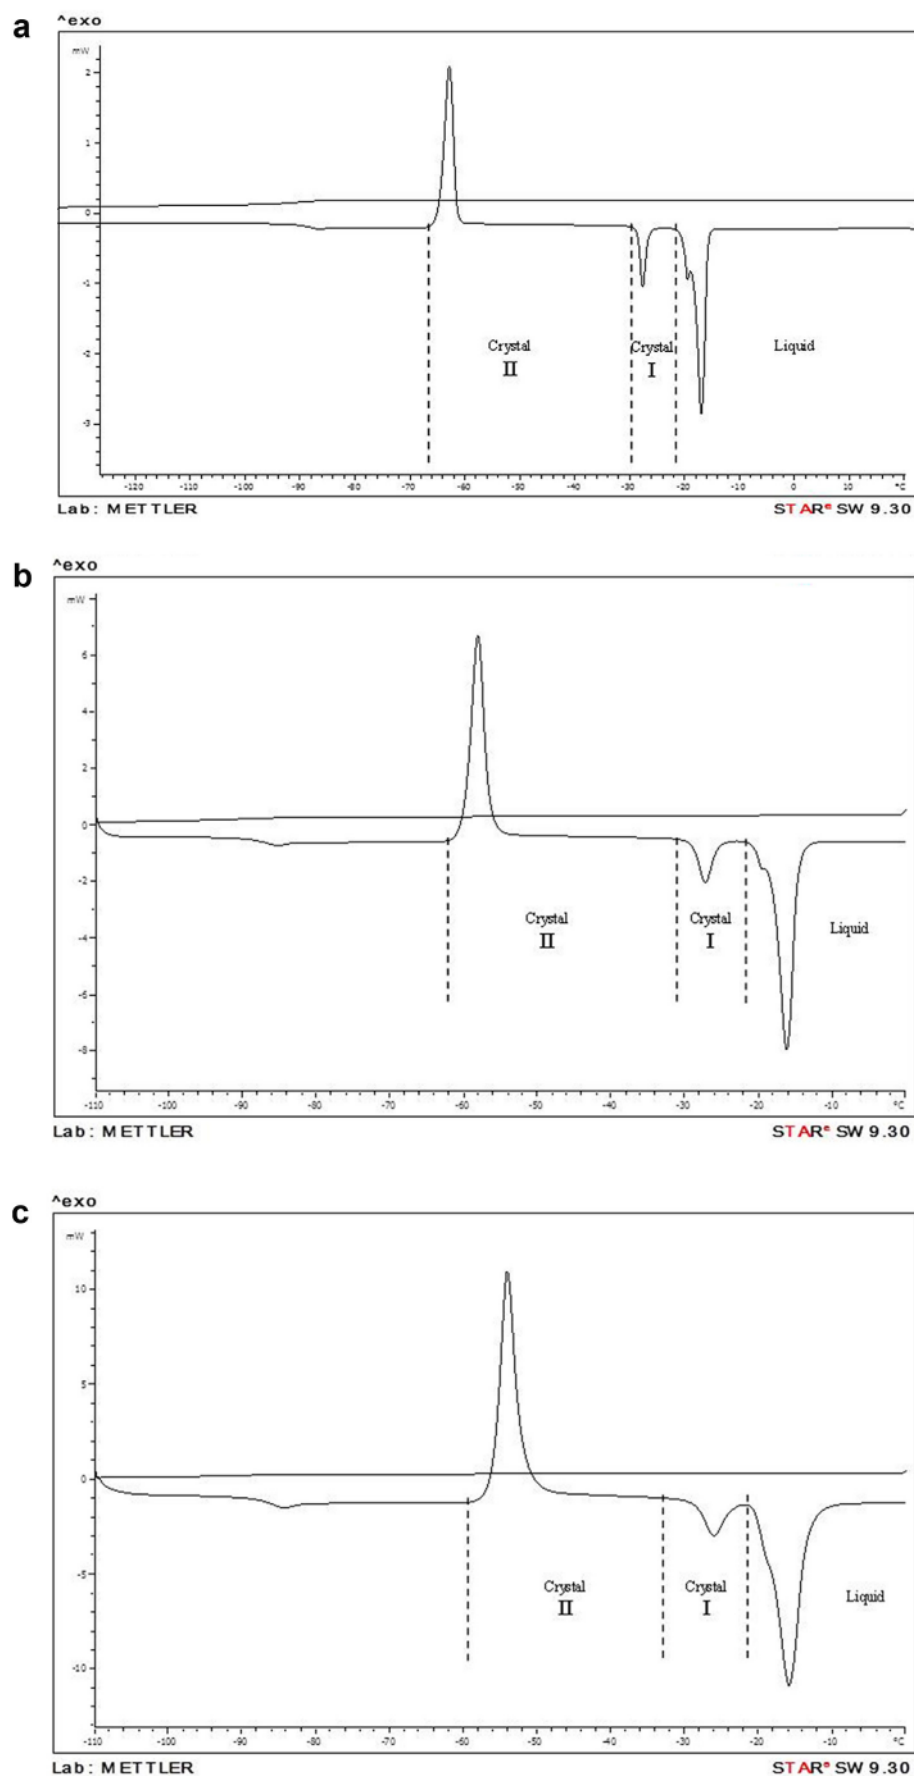 a
^exo
mW
2
1
0
-1
-2
-3
Crystal
II
Crystal
I
Liquid
-120 -110 -100 -90 -80 -70 -60 -50 -40 -30 -20 -10 0 10 °C
Lab: METTLER
STARe SW 9.30
b
^exo
mW
6
4
2
0
-2
-4
-6
-8
Crystal
II
Crystal
I
Liquid
-110 -100 -90 -80 -70 -60 -50 -40 -30 -20 -10 °C
Lab: METTLER
STARe SW 9.30
c
^exo
mW
10
5
0
-5
-10
Crystal
II
Crystal
I
Liquid
-110 -100 -90 -80 -70 -60 -50 -40 -30 -20 -10 °C
Lab: METTLER
STARe SW 9.30